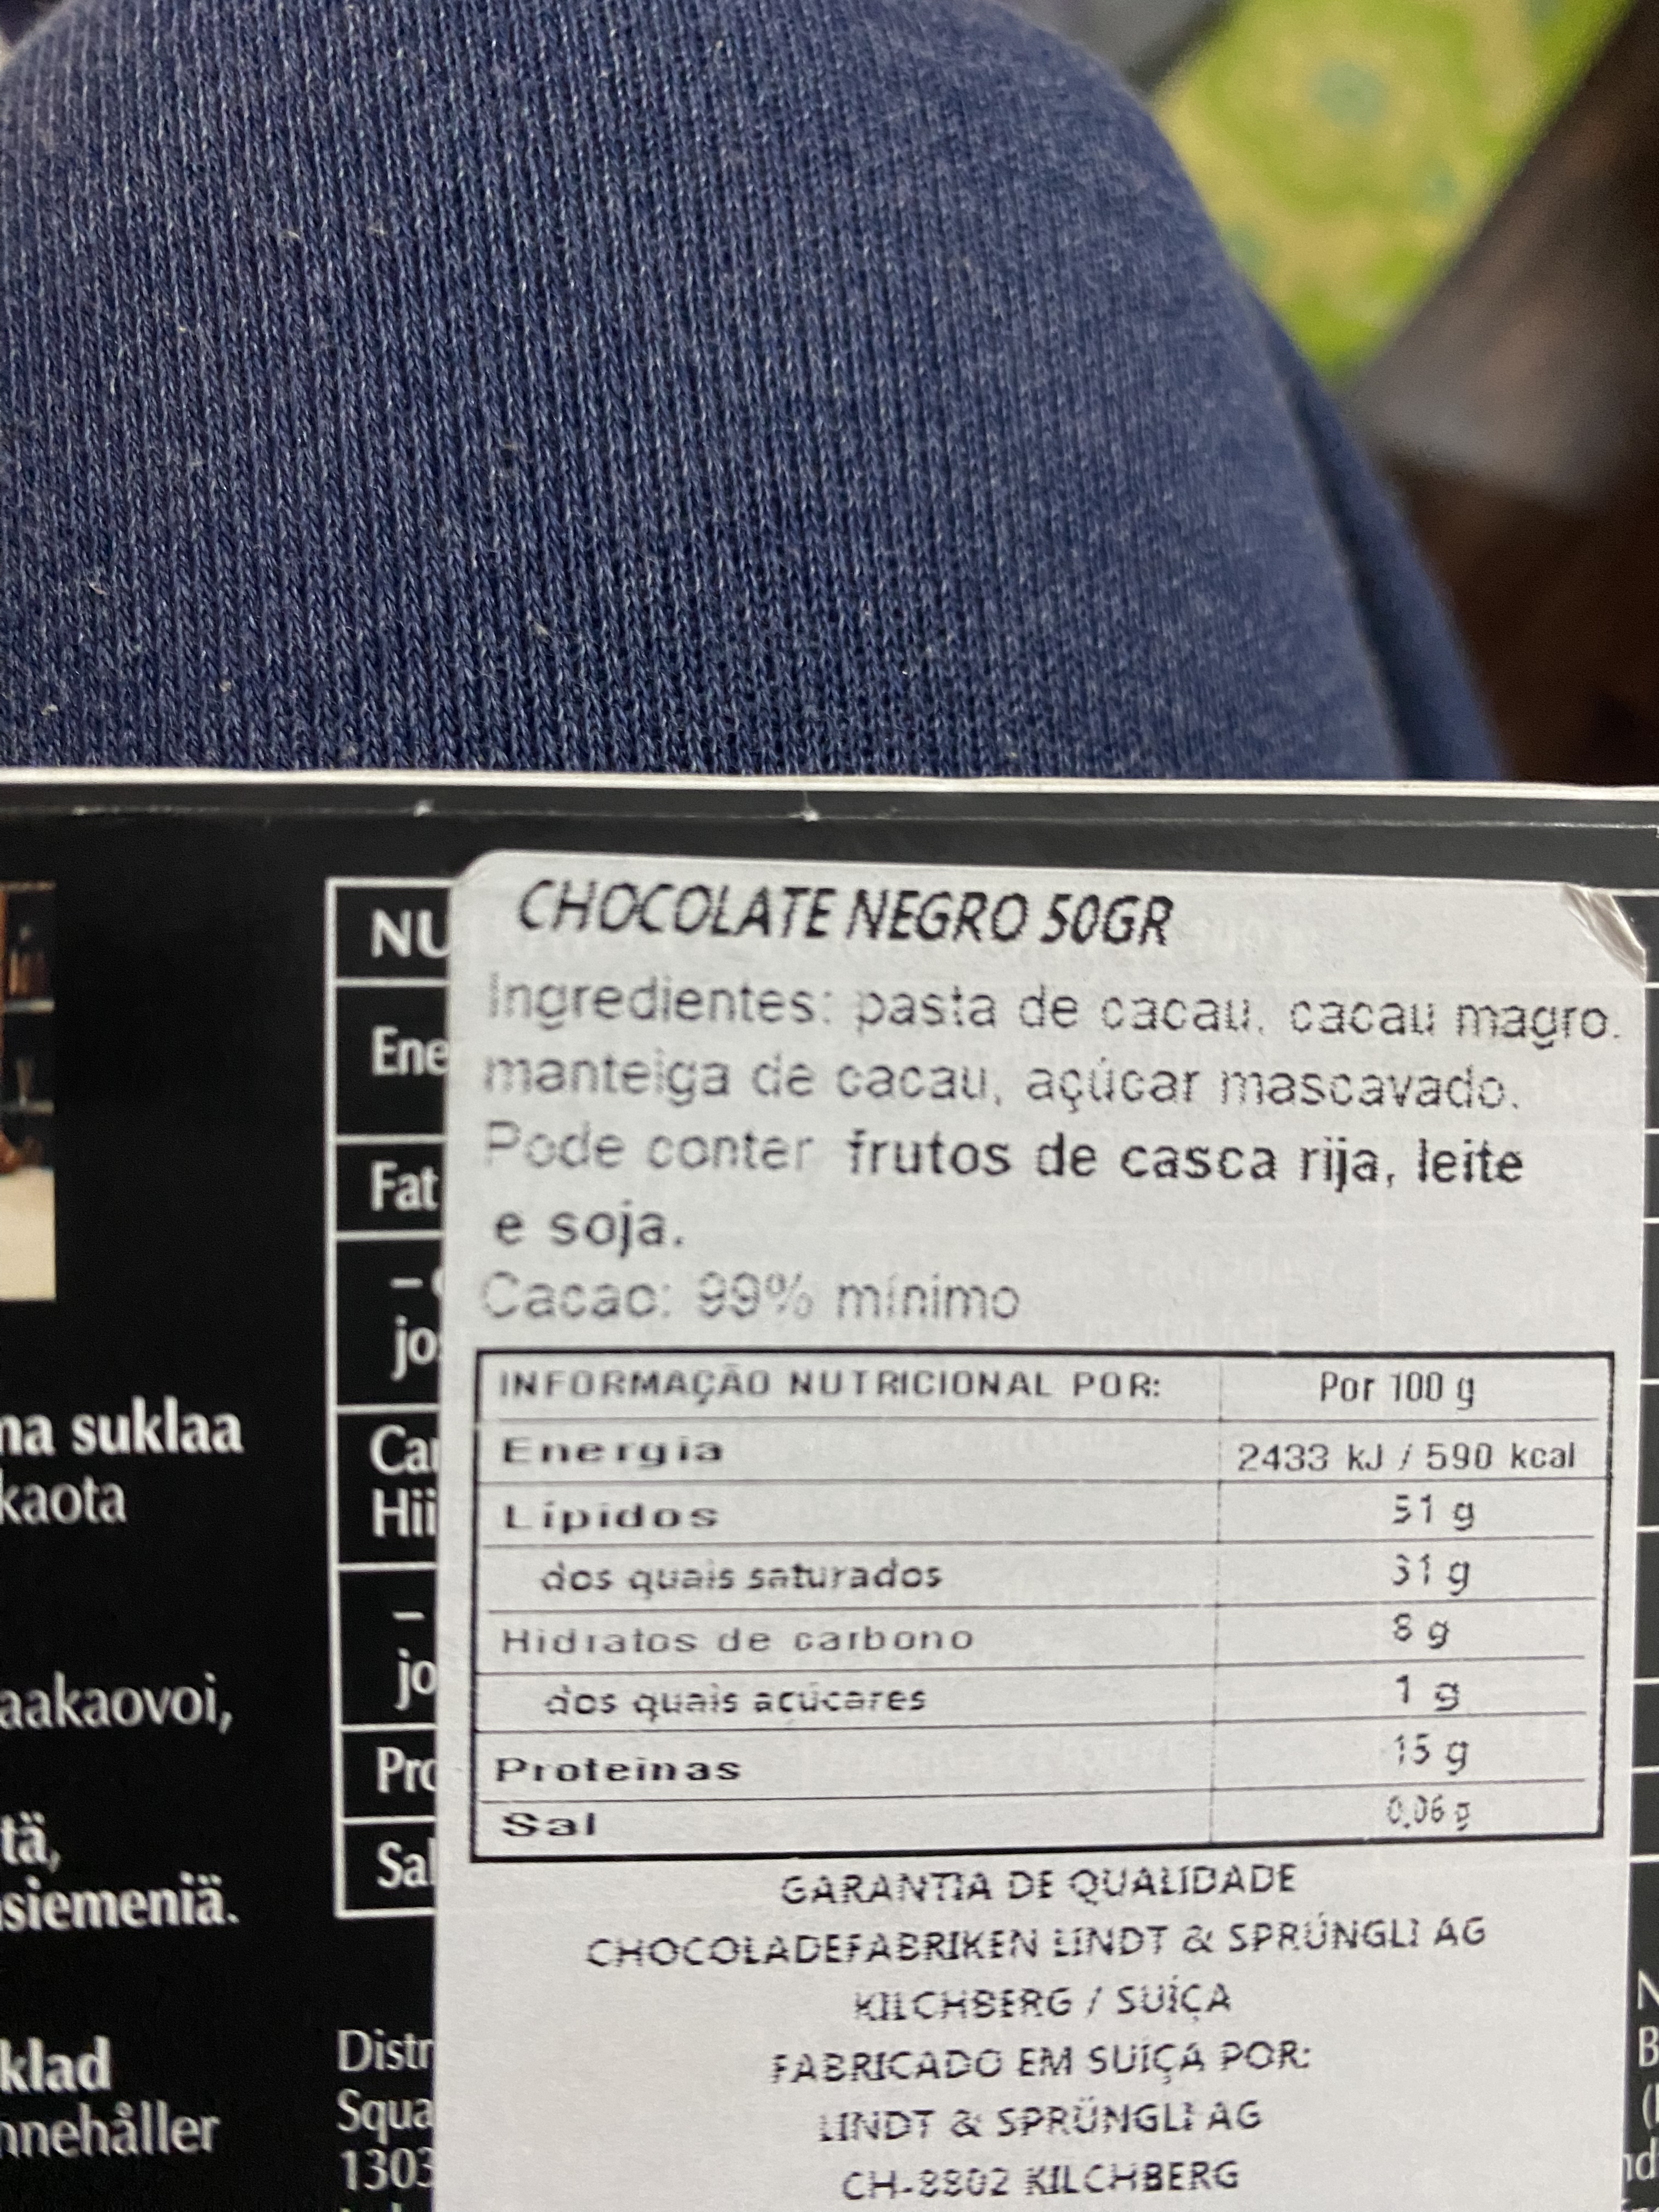 NU
Ene
Fat
jo
Car
Hii
jo
Pro
Sal
na suklaa
kaota
aakaovoi,
tä,
siemeniä.
klad
nnehåller
Distr
Squa
1303
CHOCOLATE NEGRO 50GR
Ingredientes: pasta de cacau, cacau magro,
manteiga de cacau, açúcar mascavado.
Pode conter frutos de casca rija, leite
e soja.
Cacao: 99% mínimo
INFORMAÇÃO NUTRICIONAL POR: Por 100 g
Energia 2433 kJ / 590 kcal
Lípidos 51 g
dos quais saturados 31 g
Hidratos de carbono 8 g
dos quais açúcares 1 g
Proteinas 15 g
Sal 0,06 g
GARANTIA DE QUALIDADE
CHOCOLADEFABRIKEN LINDT & SPRÜNGLI AG
KILCHBERG / SUÍÇA
FABRICADO EM SUÍÇA POR:
LINDT & SPRÜNGLI AG
CH-8802 KILCHBERG